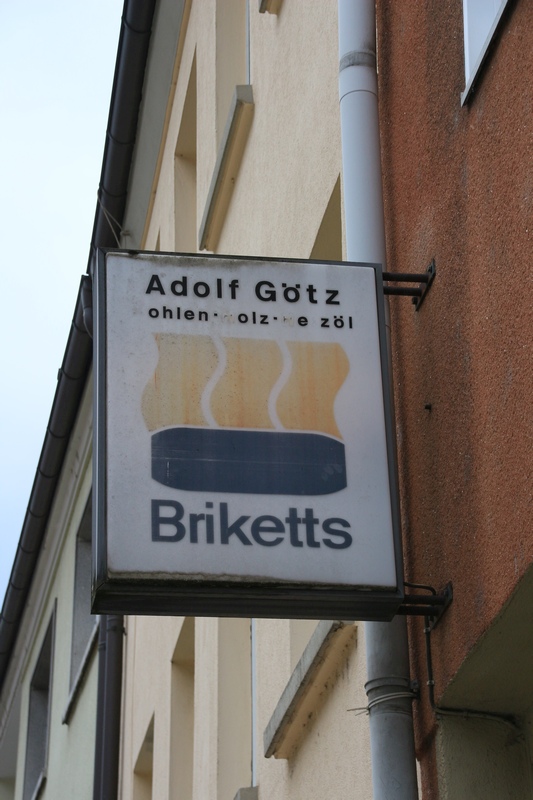 Adolf Götz
ohlen· olz· e zöl
Briketts